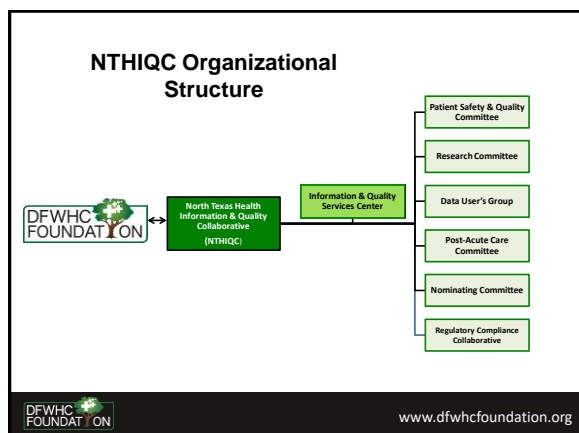 NTHIQC Organizational
Structure
Patient Safety & Quality
Committee
Research Committee
Information & Quality
Services Center
Data User's Group
DFWHC
FOUNDATION
North Texas Health
Information & Quality
Collaborative
(NTHIQC)
Post-Acute Care
Committee
Nominating Committee
Regulatory Compliance
Collaborative
DFWHC
FOUNDATION
www.dfwhcfoundation.org